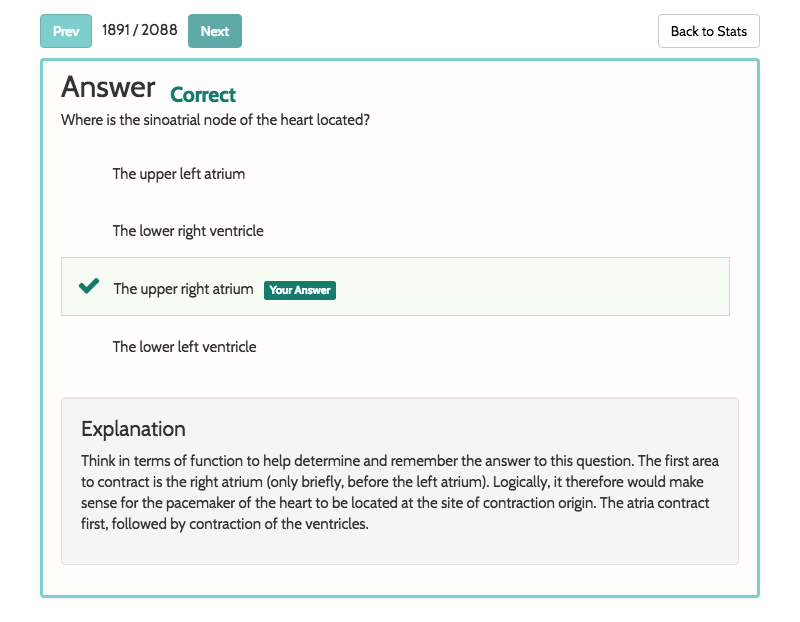 Prev 1891 / 2088 Next Back to Stats
Answer Correct
Where is the sinoatrial node of the heart located?
The upper left atrium
The lower right ventricle
The upper right atrium Your Answer
The lower left ventricle
Explanation
Think in terms of function to help determine and remember the answer to this question. The first area
to contract is the right atrium (only briefly, before the left atrium). Logically, it therefore would make
sense for the pacemaker of the heart to be located at the site of contraction origin. The atria contract
first, followed by contraction of the ventricles.